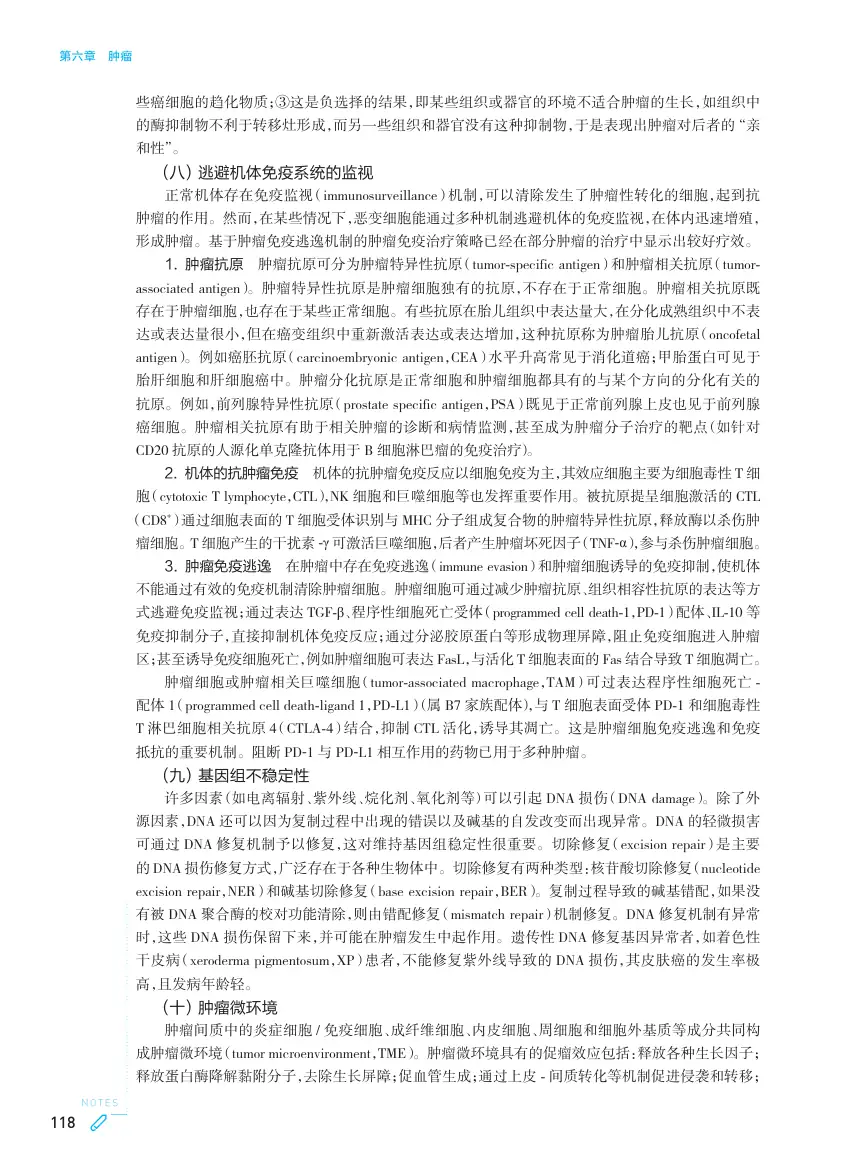 第六章 肿瘤
些癌细胞的趋化物质;③这是负选择的结果,即某些组织或器官的环境不适合肿瘤的生长,如组织中
的酶抑制物不利于转移灶形成,而另一些组织和器官没有这种抑制物,于是表现出肿瘤对后者的 “亲
和性”。
（八）逃避机体免疫系统的监视
正常机体存在免疫监视（immunosurveillance）机制,可以清除发生了肿瘤性转化的细胞,起到抗
肿瘤的作用。然而,在某些情况下,恶变细胞能通过多种机制逃避机体的免疫监视,在体内迅速增殖,
形成肿瘤。基于肿瘤免疫逃逸机制的肿瘤免疫治疗策略已经在部分肿瘤的治疗中显示出较好疗效。
1. 肿瘤抗原 肿瘤抗原可分为肿瘤特异性抗原（tumor-specific antigen）和肿瘤相关抗原（tumor-
associated antigen）。肿瘤特异性抗原是肿瘤细胞独有的抗原,不存在于正常细胞。肿瘤相关抗原既
存在于肿瘤细胞,也存在于某些正常细胞。有些抗原在胎儿组织中表达量大,在分化成熟组织中不表
达或表达量很小,但在癌变组织中重新激活表达或表达增加,这种抗原称为肿瘤胎儿抗原（oncofetal
antigen）。例如癌胚抗原（carcinoembryonic antigen,CEA）水平升高常见于消化道癌;甲胎蛋白可见于
胎肝细胞和肝细胞癌中。肿瘤分化抗原是正常细胞和肿瘤细胞都具有的与某个方向的分化有关的
抗原。例如,前列腺特异性抗原（prostate specific antigen,PSA）既见于正常前列腺上皮也见于前列腺
癌细胞。肿瘤相关抗原有助于相关肿瘤的诊断和病情监测,甚至成为肿瘤分子治疗的靶点（如针对
CD20 抗原的人源化单克隆抗体用于 B 细胞淋巴瘤的免疫治疗）。
2. 机体的抗肿瘤免疫 机体的抗肿瘤免疫反应以细胞免疫为主,其效应细胞主要为细胞毒性 T 细
胞（cytotoxic T lymphocyte,CTL）,NK 细胞和巨噬细胞等也发挥重要作用。被抗原提呈细胞激活的 CTL
（CD8⁺）通过细胞表面的 T 细胞受体识别与 MHC 分子组成复合物的肿瘤特异性抗原,释放酶以杀伤肿
瘤细胞。T 细胞产生的干扰素 -γ 可激活巨噬细胞,后者产生肿瘤坏死因子（TNF-α）,参与杀伤肿瘤细胞。
3. 肿瘤免疫逃逸 在肿瘤中存在免疫逃逸（immune evasion）和肿瘤细胞诱导的免疫抑制,使机体
不能通过有效的免疫机制清除肿瘤细胞。肿瘤细胞可通过减少肿瘤抗原、组织相容性抗原的表达等方
式逃避免疫监视;通过表达 TGF-β、程序性细胞死亡受体（programmed cell death-1,PD-1）配体、IL-10 等
免疫抑制分子,直接抑制机体免疫反应;通过分泌胶原蛋白等形成物理屏障,阻止免疫细胞进入肿瘤
区;甚至诱导免疫细胞死亡,例如肿瘤细胞可表达 FasL,与活化 T 细胞表面的 Fas 结合导致 T 细胞凋亡。
肿瘤细胞或肿瘤相关巨噬细胞（tumor-associated macrophage,TAM）可过表达程序性细胞死亡 -
配体 1（programmed cell death-ligand 1,PD-L1）（属 B7 家族配体）,与 T 细胞表面受体 PD-1 和细胞毒性
T 淋巴细胞相关抗原 4（CTLA-4）结合,抑制 CTL 活化,诱导其凋亡。这是肿瘤细胞免疫逃逸和免疫
抵抗的重要机制。阻断 PD-1 与 PD-L1 相互作用的药物已用于多种肿瘤。
（九）基因组不稳定性
许多因素（如电离辐射、紫外线、烷化剂、氧化剂等）可以引起 DNA 损伤（DNA damage）。除了外
源因素,DNA 还可以因为复制过程中出现的错误以及碱基的自发改变而出现异常。DNA 的轻微损害
可通过 DNA 修复机制予以修复,这对维持基因组稳定性很重要。切除修复（excision repair）是主要
的 DNA 损伤修复方式,广泛存在于各种生物体中。切除修复有两种类型:核苷酸切除修复（nucleotide
excision repair,NER）和碱基切除修复（base excision repair,BER）。复制过程导致的碱基错配,如果没
有被 DNA 聚合酶的校对功能清除,则由错配修复（mismatch repair）机制修复。DNA 修复机制有异常
时,这些 DNA 损伤保留下来,并可能在肿瘤发生中起作用。遗传性 DNA 修复基因异常者,如着色性
干皮病（xeroderma pigmentosum,XP）患者,不能修复紫外线导致的 DNA 损伤,其皮肤癌的发生率极
高,且发病年龄轻。
（十）肿瘤微环境
肿瘤间质中的炎症细胞 / 免疫细胞、成纤维细胞、内皮细胞、周细胞和细胞外基质等成分共同构
成肿瘤微环境（tumor microenvironment,TME）。肿瘤微环境具有的促瘤效应包括:释放各种生长因子;
释放蛋白酶降解黏附分子,去除生长屏障;促血管生成;通过上皮 - 间质转化等机制促进侵袭和转移;
NOTES
118